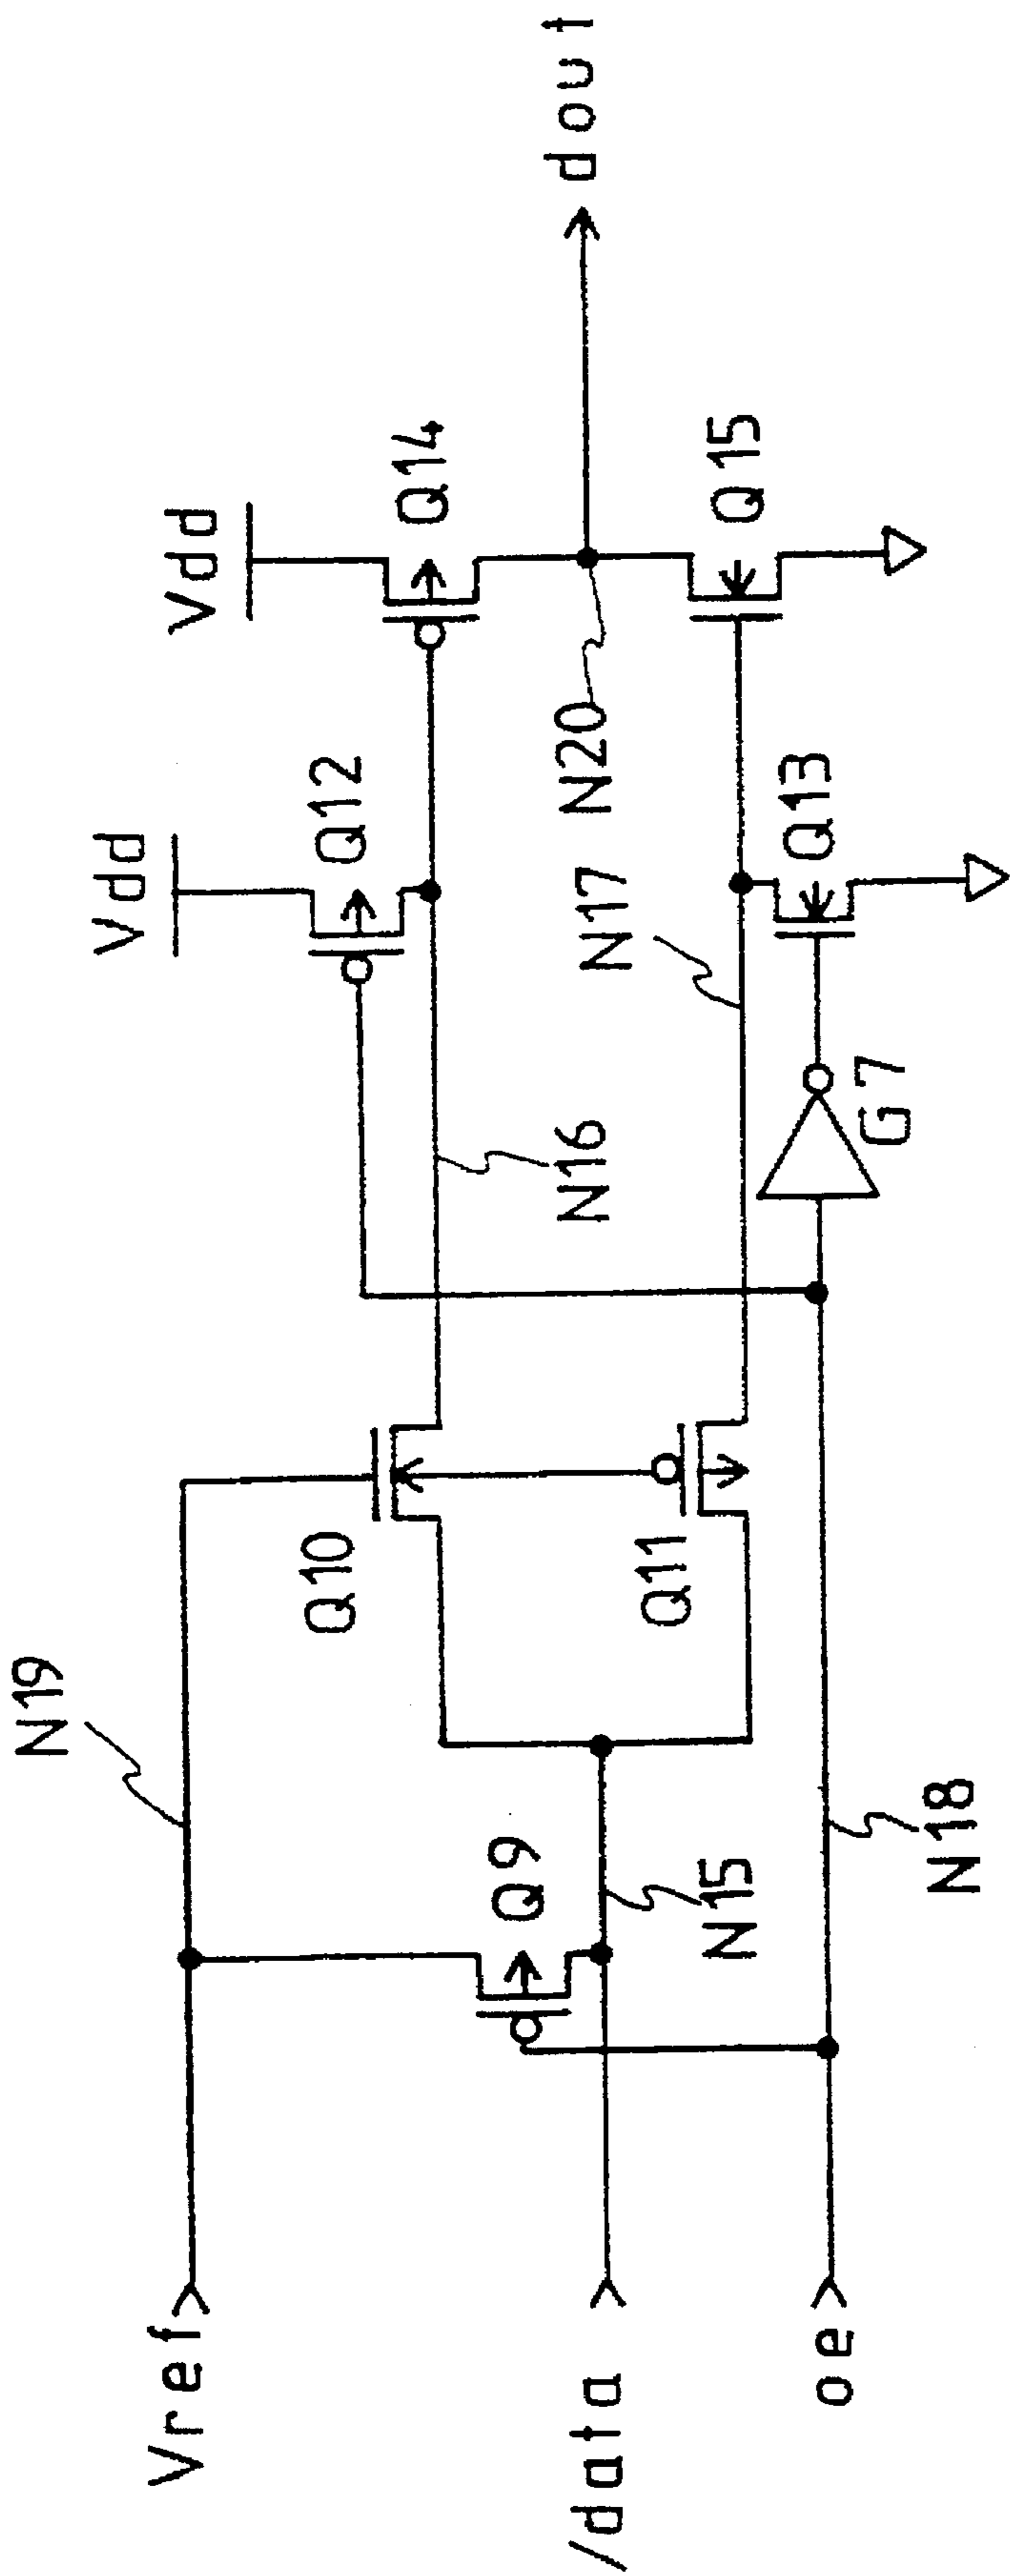 Vref
/data
oe
N19
Q9
N15
N18
Q10
Q11
N16
G7
Vdd
Q12
N17
Q13
Vdd
Q14
N20
Q15
dout